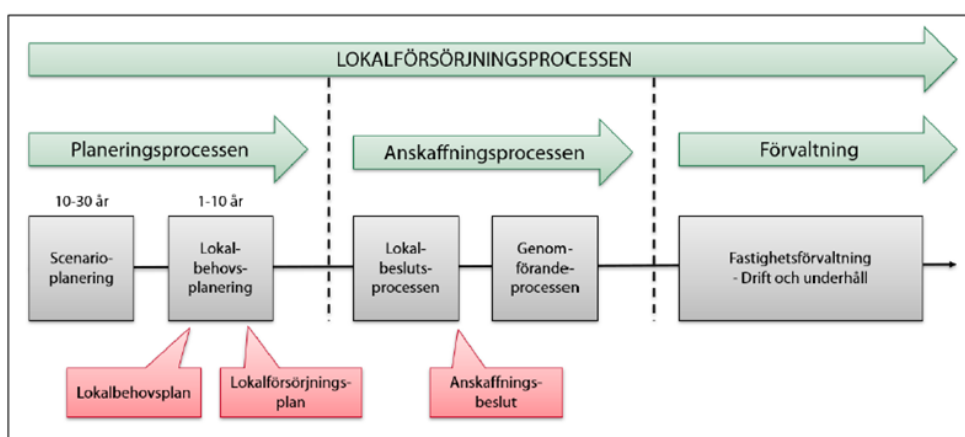 LOKALFÖRSÖRJNINGSPROCESSEN
Planeringsprocessen
Anskaffningsprocessen
Förvaltning
10-30 år
1-10 år
Scenario-
planering
Lokal-
behovs-
planering
Lokal-
besluts-
processen
Genom-
förande-
processen
Fastighetsförvaltning
- Drift och underhåll
Lokalbehovsplan
Lokalförsörjnings-
plan
Anskaffnings-
beslut